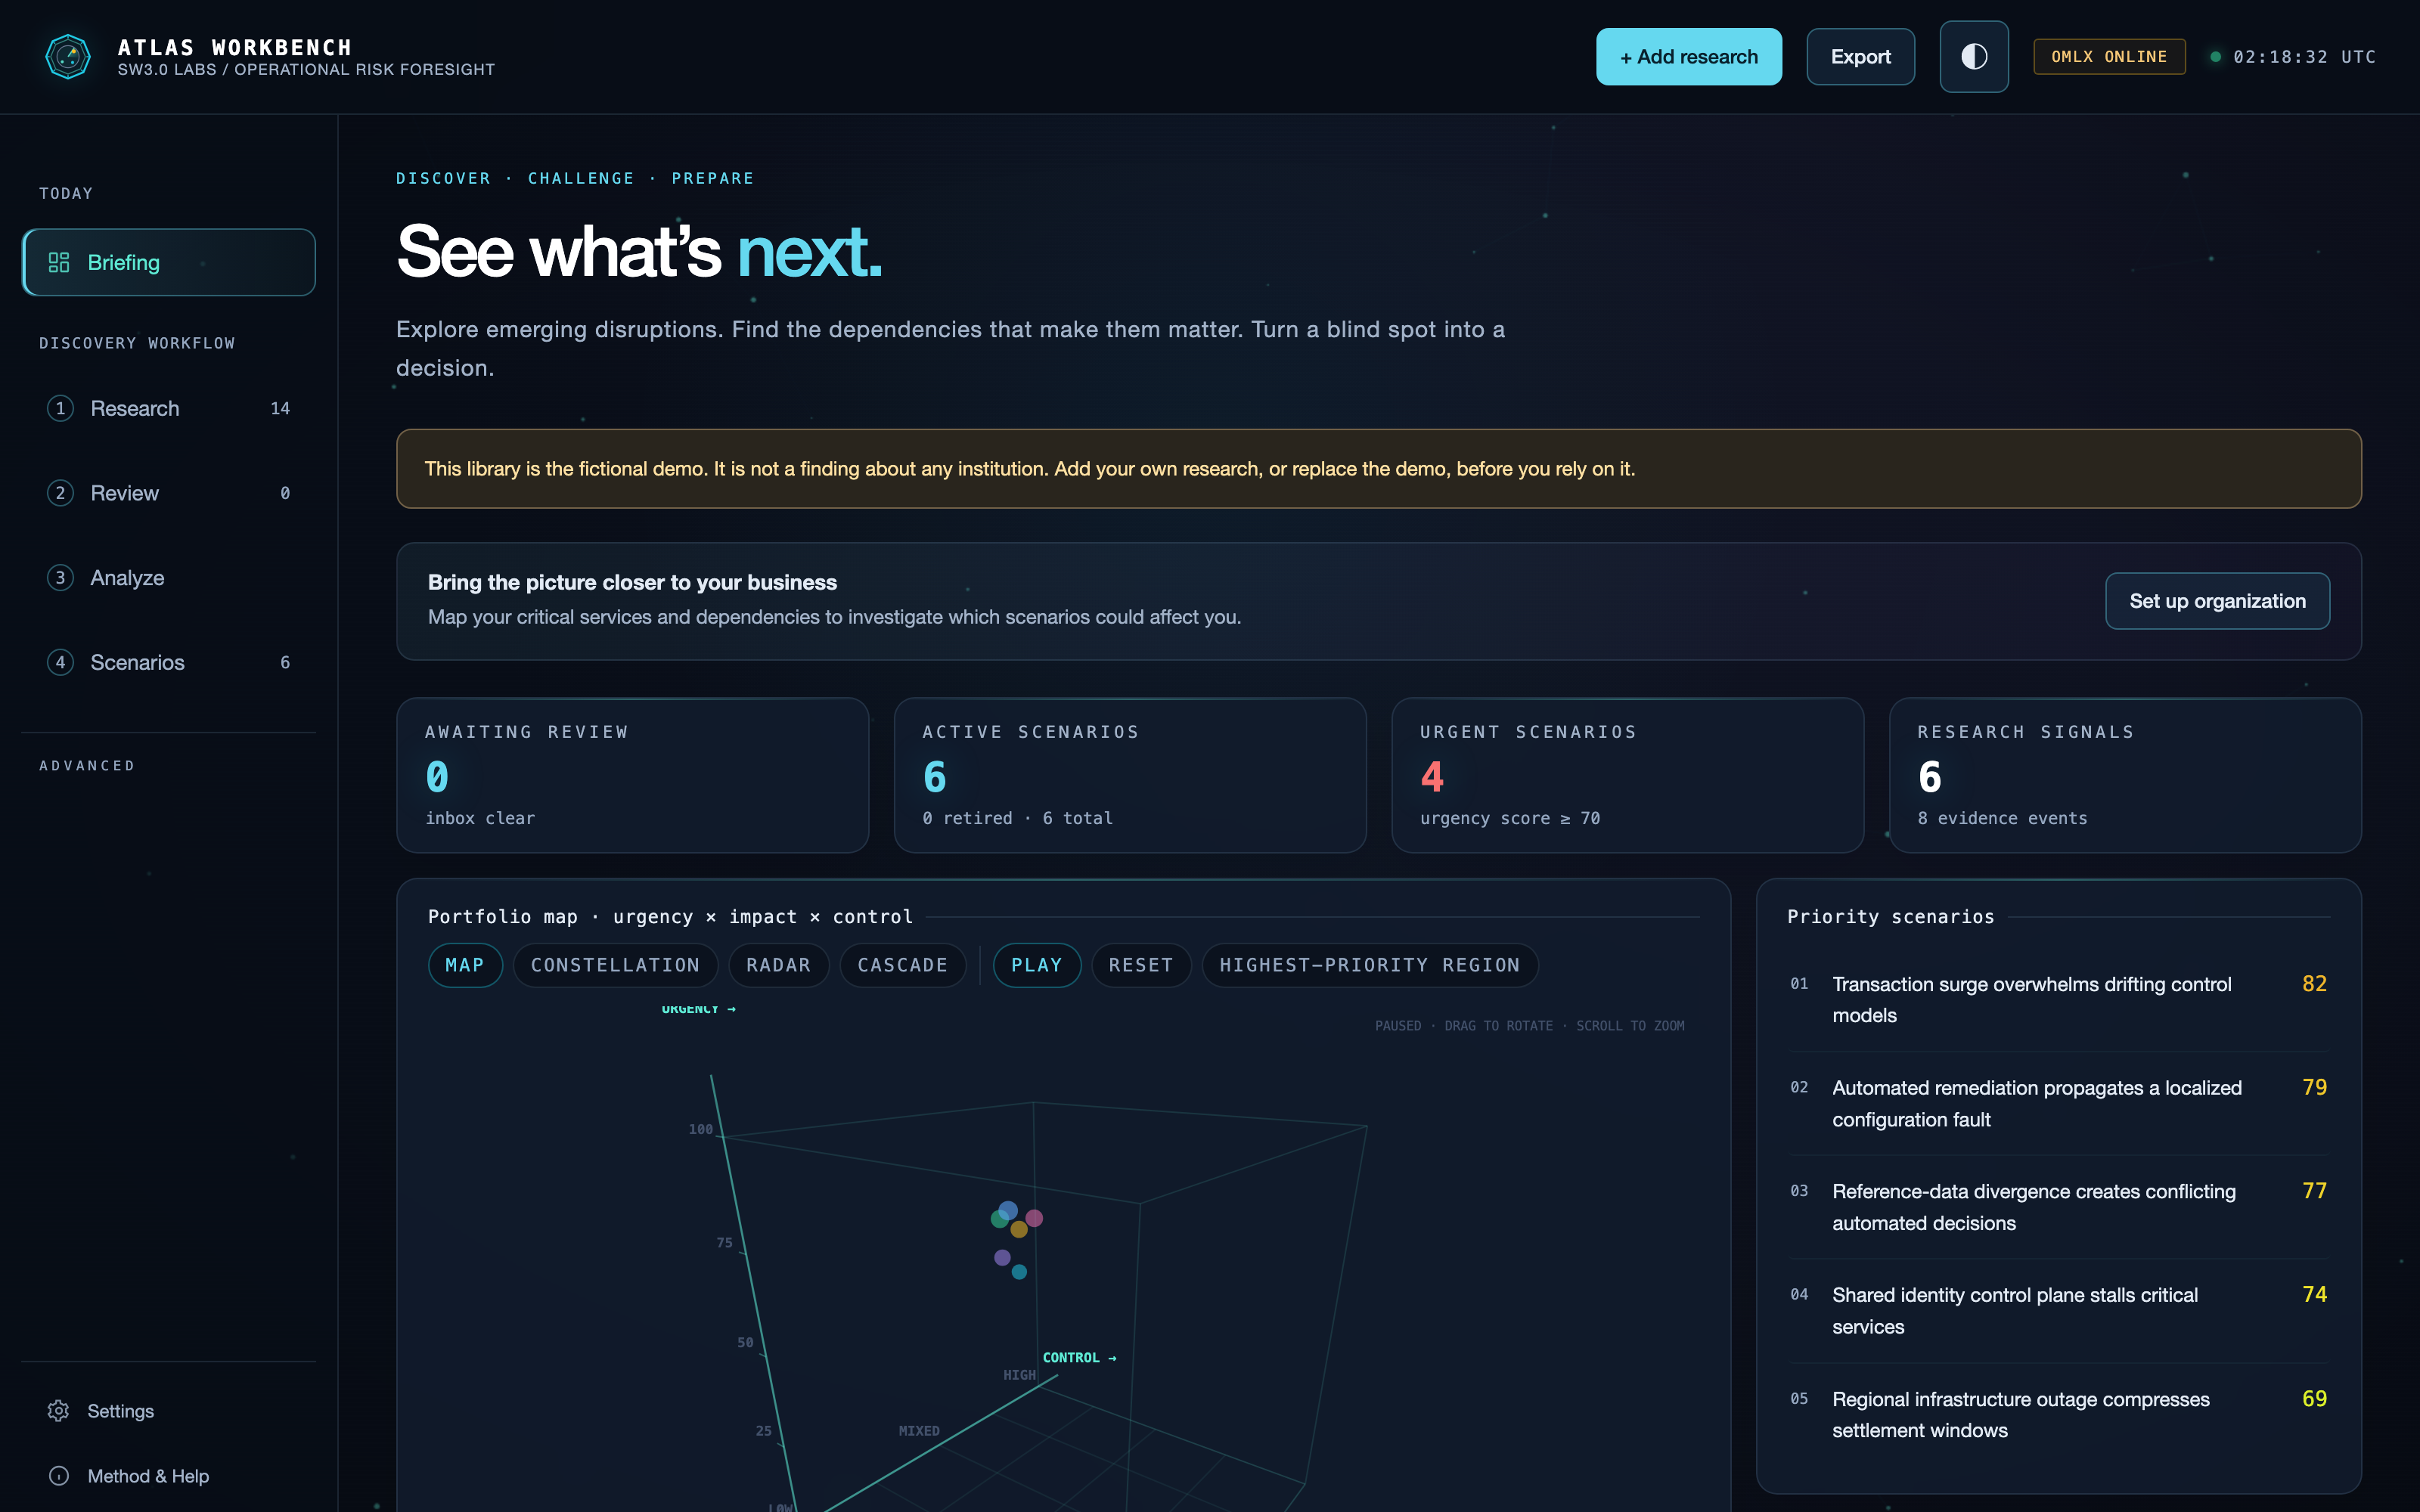 ATLAS WORKBENCH
SW3.0 LABS / OPERATIONAL RISK FORESIGHT
+ Add research
Export
OMLX ONLINE
02:18:32 UTC
TODAY
Briefing
DISCOVERY WORKFLOW
1 Research 14
2 Review 0
3 Analyze
4 Scenarios 6
ADVANCED
Settings
Method & Help
DISCOVER · CHALLENGE · PREPARE
See what’s next.
Explore emerging disruptions. Find the dependencies that make them matter. Turn a blind spot into a
decision.
This library is the fictional demo. It is not a finding about any institution. Add your own research, or replace the demo, before you rely on it.
Bring the picture closer to your business
Map your critical services and dependencies to investigate which scenarios could affect you.
Set up organization
AWAITING REVIEW
0
inbox clear
ACTIVE SCENARIOS
6
0 retired · 6 total
URGENT SCENARIOS
4
urgency score ≥ 70
RESEARCH SIGNALS
6
8 evidence events
Portfolio map · urgency × impact × control
MAP CONSTELLATION RADAR CASCADE PLAY RESET HIGHEST-PRIORITY REGION
URGENCY →
PAUSED · DRAG TO ROTATE · SCROLL TO ZOOM
100
75
50
CONTROL →
HIGH
25
MIXED
LOW
Priority scenarios
01 Transaction surge overwhelms drifting control 82
models
02 Automated remediation propagates a localized 79
configuration fault
03 Reference-data divergence creates conflicting 77
automated decisions
04 Shared identity control plane stalls critical 74
services
05 Regional infrastructure outage compresses 69
settlement windows